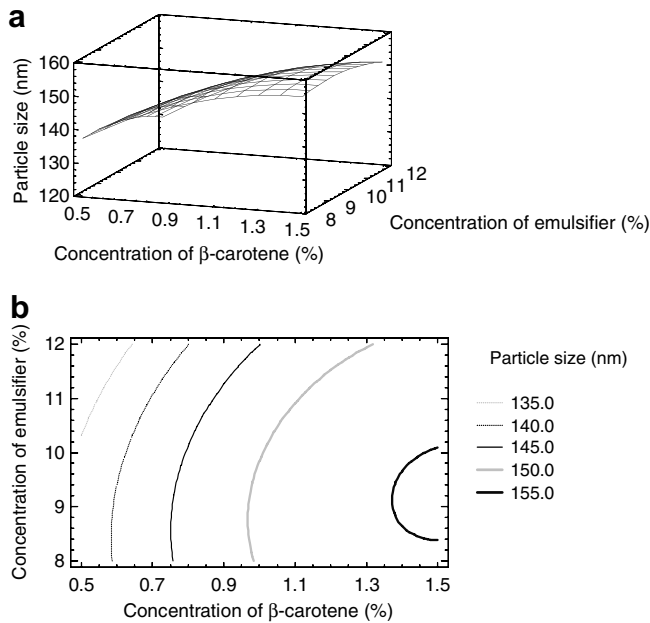 a
Particle size (nm)
160
150
140
130
120
0.5 0.7 0.9 1.1 1.3 1.5
Concentration of β-carotene (%)
8 9 10 11 12
Concentration of emulsifier (%)
b
Concentration of emulsifier (%)
12
11
10
9
8
0.5 0.7 0.9 1.1 1.3 1.5
Concentration of β-carotene (%)
Particle size (nm)
135.0
140.0
145.0
150.0
155.0